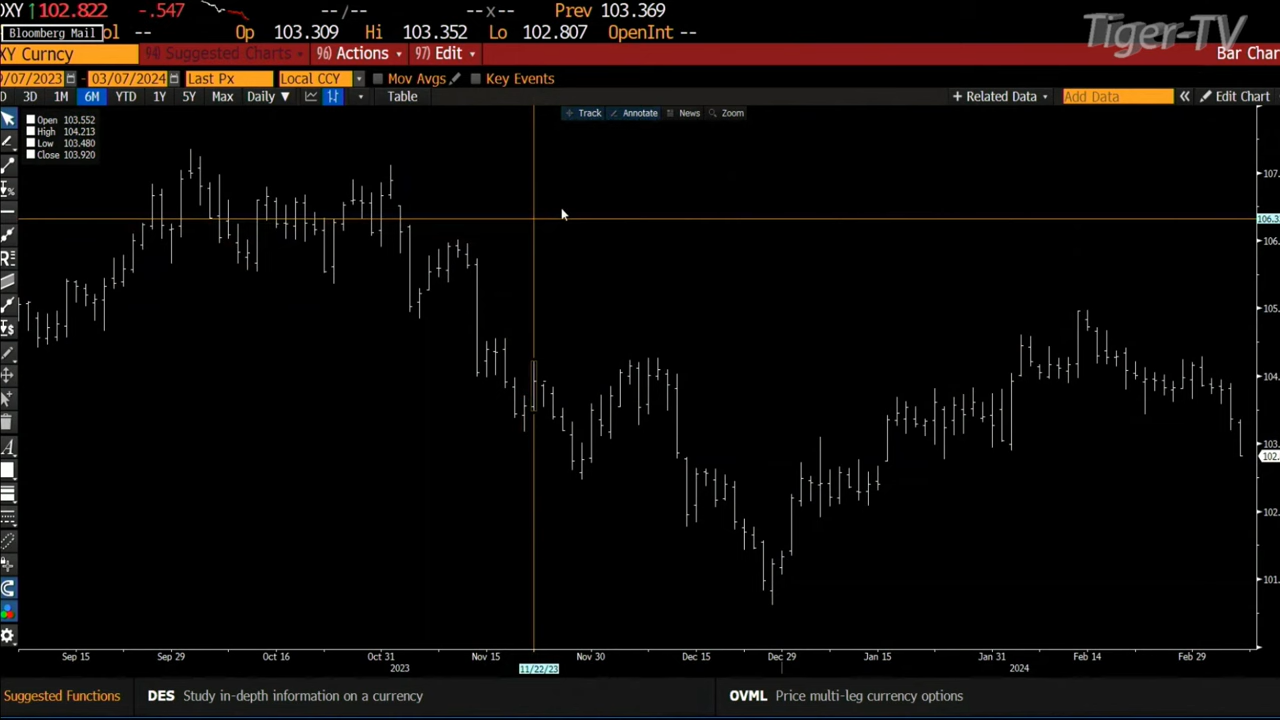 DXY ↑102.822 -.547 --/-- --x-- Prev 103.369
Bloomberg Mail ol -- Op 103.309 Hi 103.352 Lo 102.807 OpenInt --
XY Curncy 94) Suggested Charts 96) Actions 97) Edit Bar Char
/07/2023 - 03/07/2024 Last Px Local CCY Mov Avgs Key Events
D 3D 1M 6M YTD 1Y 5Y Max Daily ▼ Table + Related Data Add Data « Edit Chart
Track Annotate News Zoom
Open 103.552
High 104.213
Low 103.480
Close 103.920
Tiger-TV
107.
106.3
106.
105.
104.
103.
102.
102.
101.
Sep 15 Sep 29 Oct 16 Oct 31 Nov 15 Nov 30 Dec 15 Dec 29 Jan 15 Jan 31 Feb 14 Feb 29
2023 11/22/23 2024
Suggested Functions DES Study in-depth information on a currency OVML Price multi-leg currency options